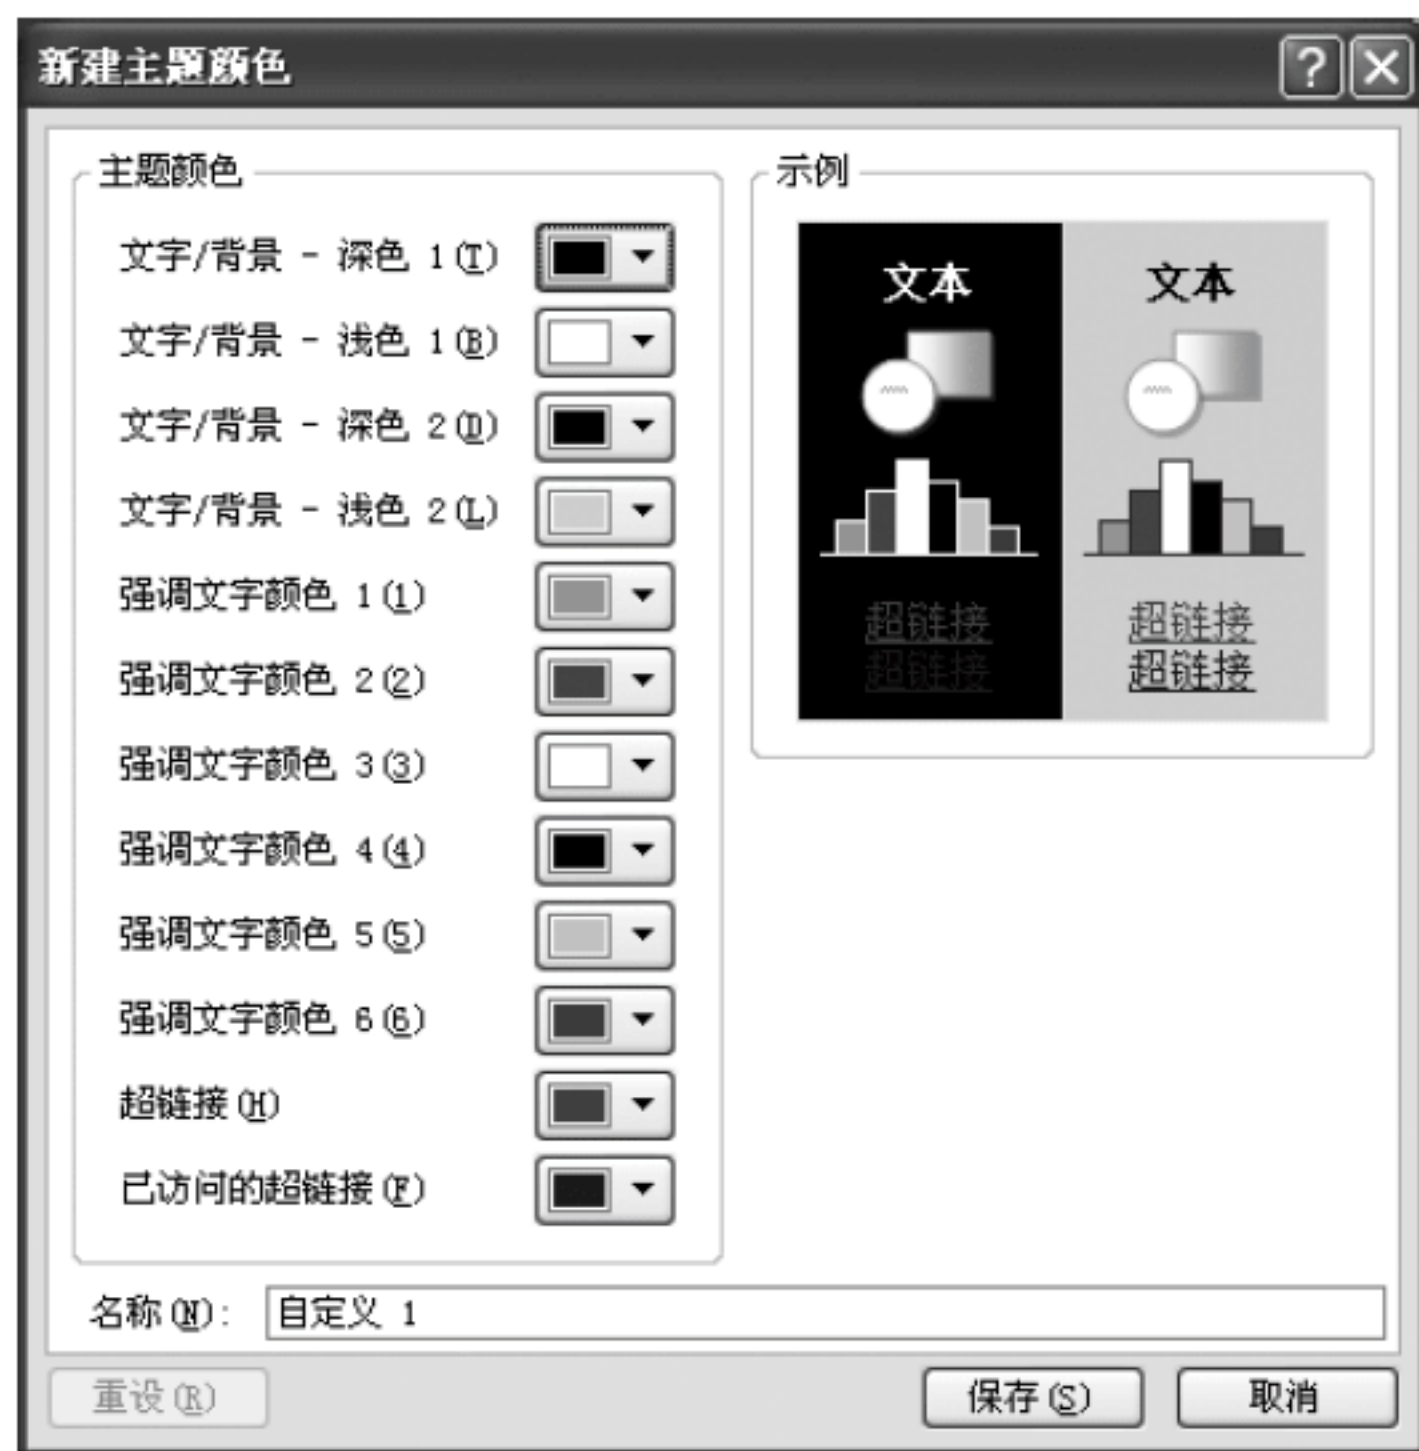 新建主题颜色
主题颜色
文字/背景 - 深色 1(T)
文字/背景 - 浅色 1(B)
文字/背景 - 深色 2(D)
文字/背景 - 浅色 2(L)
强调文字颜色 1(1)
强调文字颜色 2(2)
强调文字颜色 3(3)
强调文字颜色 4(4)
强调文字颜色 5(5)
强调文字颜色 6(6)
超链接(H)
已访问的超链接(F)
示例
文本 文本
超链接 超链接
超链接 超链接
名称(N): 自定义 1
重设(R) 保存(S) 取消